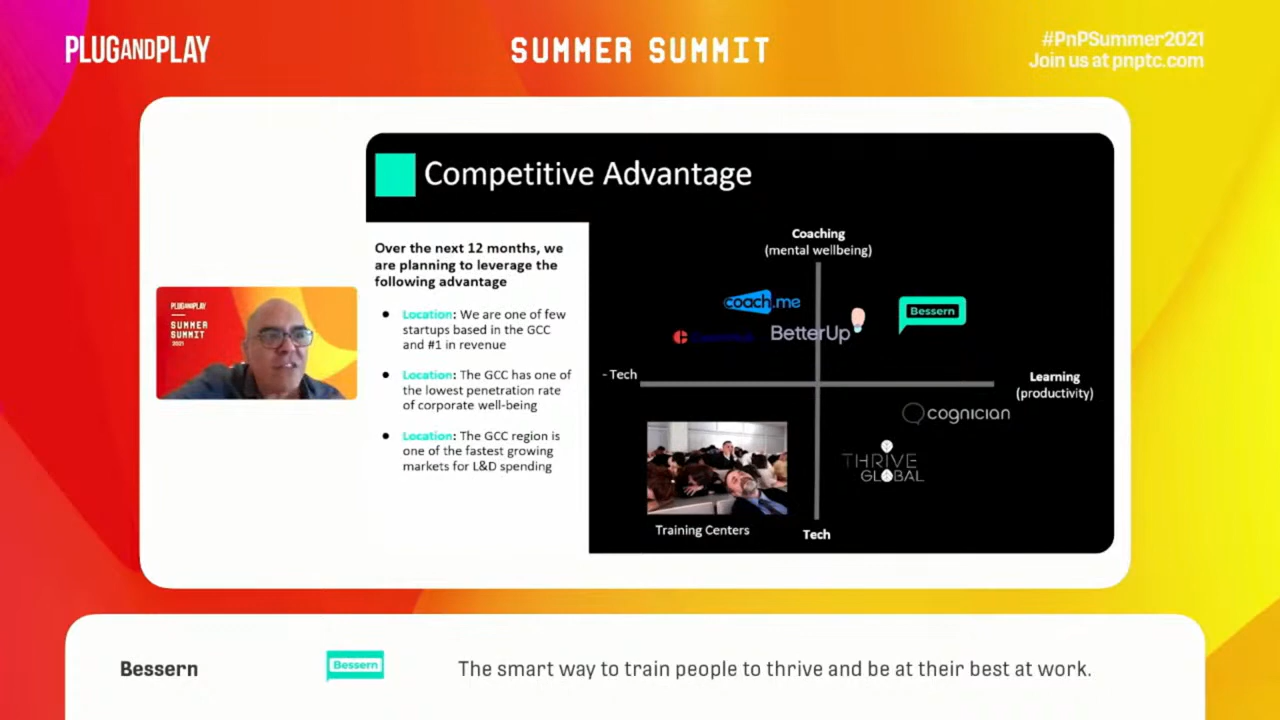 PLUGANDPLAY
SUMMER SUMMIT
#PnPSummer2021
Join us at pnptc.com
PLUGANDPLAY
SUMMER
SUMMIT
2021
Competitive Advantage
Over the next 12 months, we
are planning to leverage the
following advantage
• Location: We are one of few
startups based in the GCC
and #1 in revenue
• Location: The GCC has one of
the lowest penetration rate
of corporate well-being
• Location: The GCC region is
one of the fastest growing
markets for L&D spending
Coaching
(mental wellbeing)
coach.me
BetterUp
Bessern
- Tech
Learning
(productivity)
cognician
THRIVE
GLOBAL
Training Centers
Tech
Bessern
Bessern
The smart way to train people to thrive and be at their best at work.